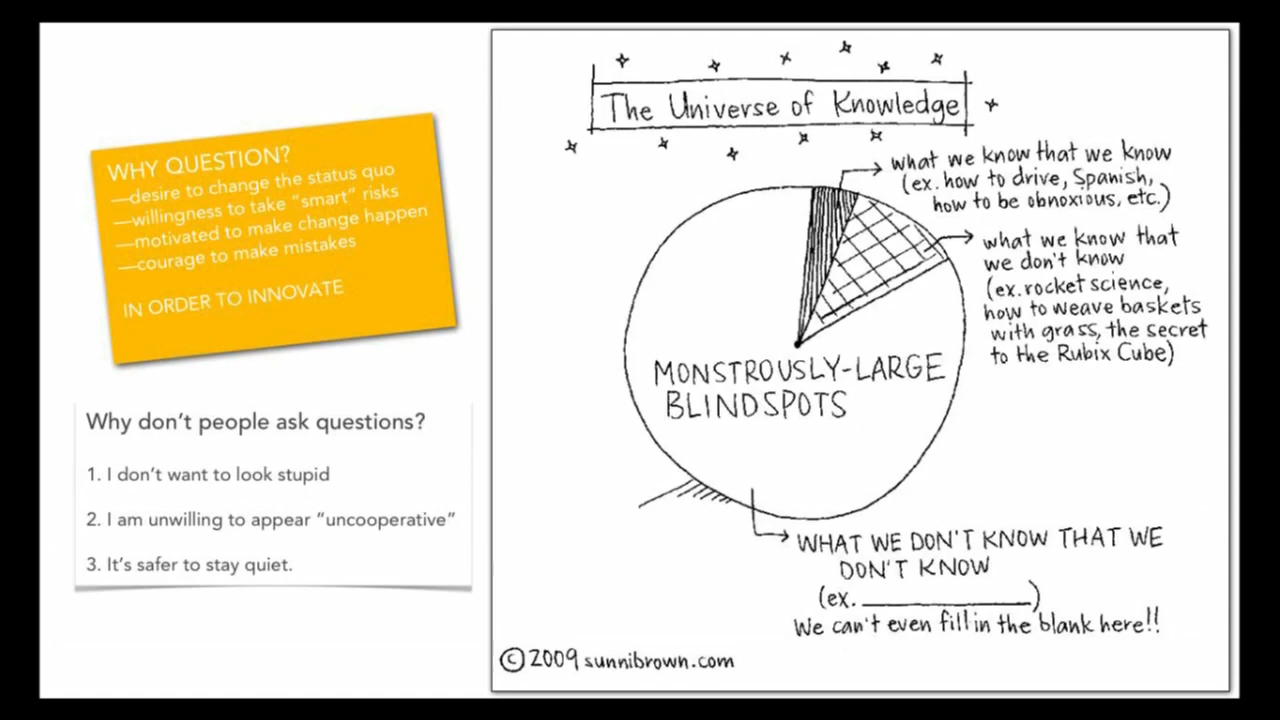 WHY QUESTION?
—desire to change the status quo
—willingness to take “smart” risks
—motivated to make change happen
—courage to make mistakes
IN ORDER TO INNOVATE
Why don’t people ask questions?
1. I don’t want to look stupid
2. I am unwilling to appear “uncooperative”
3. It’s safer to stay quiet.
The Universe of Knowledge
what we know that we know
(ex. how to drive, Spanish,
how to be obnoxious, etc.)
what we know that
we don't know
(ex. rocket science,
how to weave baskets
with grass, the secret
to the Rubix Cube)
MONSTROUSLY-LARGE
BLINDSPOTS
WHAT WE DON'T KNOW THAT WE
DON'T KNOW
(ex. ____________)
We can't even fill in the blank here!!
© 2009 sunnibrown.com